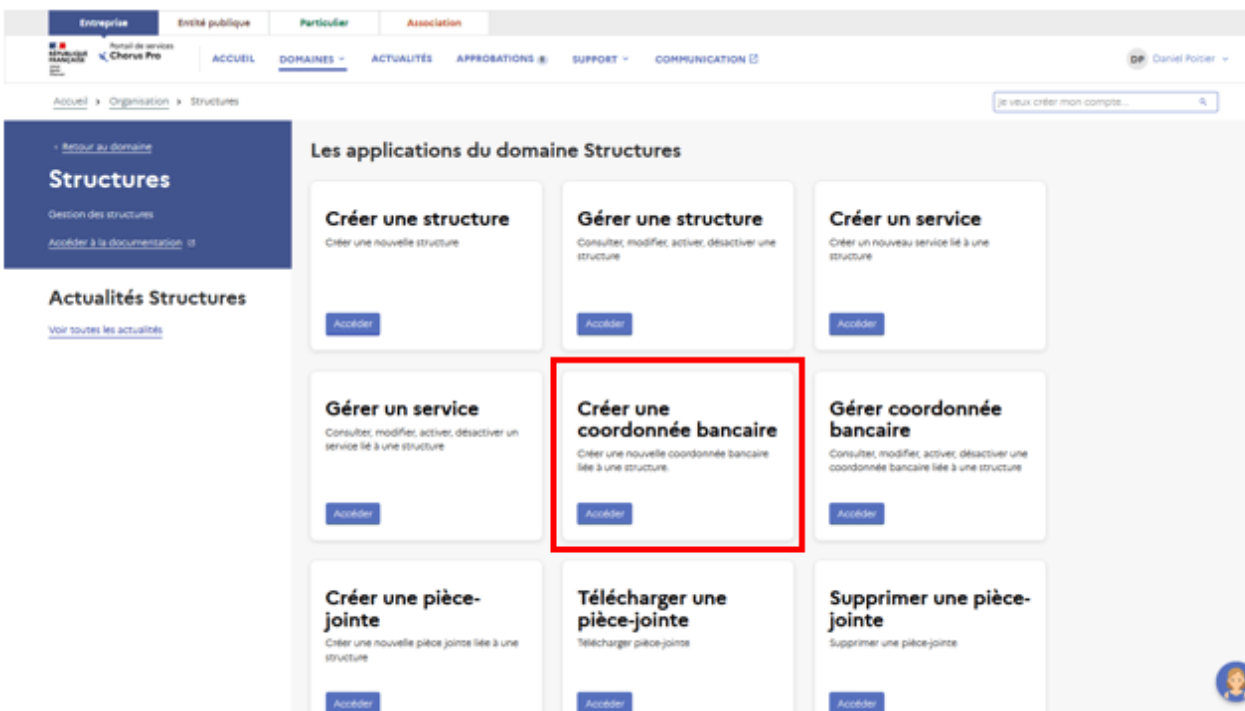 Entreprise
Entité publique
Particulier
Association
RÉPUBLIQUE
FRANÇAISE
Portail de services
Chorus Pro
ACCUEIL
DOMAINES
ACTUALITÉS
APPROBATIONS
SUPPORT
COMMUNICATION
DP Daniel Poitier
Accueil > Organisation > Structures
je veux créer mon compte...
< Retour au domaine
Structures
Gestion des structures
Accéder à la documentation
Actualités Structures
Voir toutes les actualités
Les applications du domaine Structures
Créer une structure
Créer une nouvelle structure
Accéder
Gérer une structure
Consulter, modifier, activer, désactiver une
structure
Accéder
Créer un service
Créer un nouveau service lié à une
structure
Accéder
Gérer un service
Consulter, modifier, activer, désactiver un
service lié à une structure
Accéder
Créer une
coordonnée bancaire
Créer une nouvelle coordonnée bancaire
liée à une structure.
Accéder
Gérer coordonnée
bancaire
Consulter, modifier, activer, désactiver une
coordonnée bancaire liée à une structure
Accéder
Créer une pièce-
jointe
Créer une nouvelle pièce jointe liée à une
structure
Accéder
Télécharger une
pièce-jointe
Télécharger pièce-jointe
Accéder
Supprimer une pièce-
jointe
Supprimer une pièce-jointe
Accéder